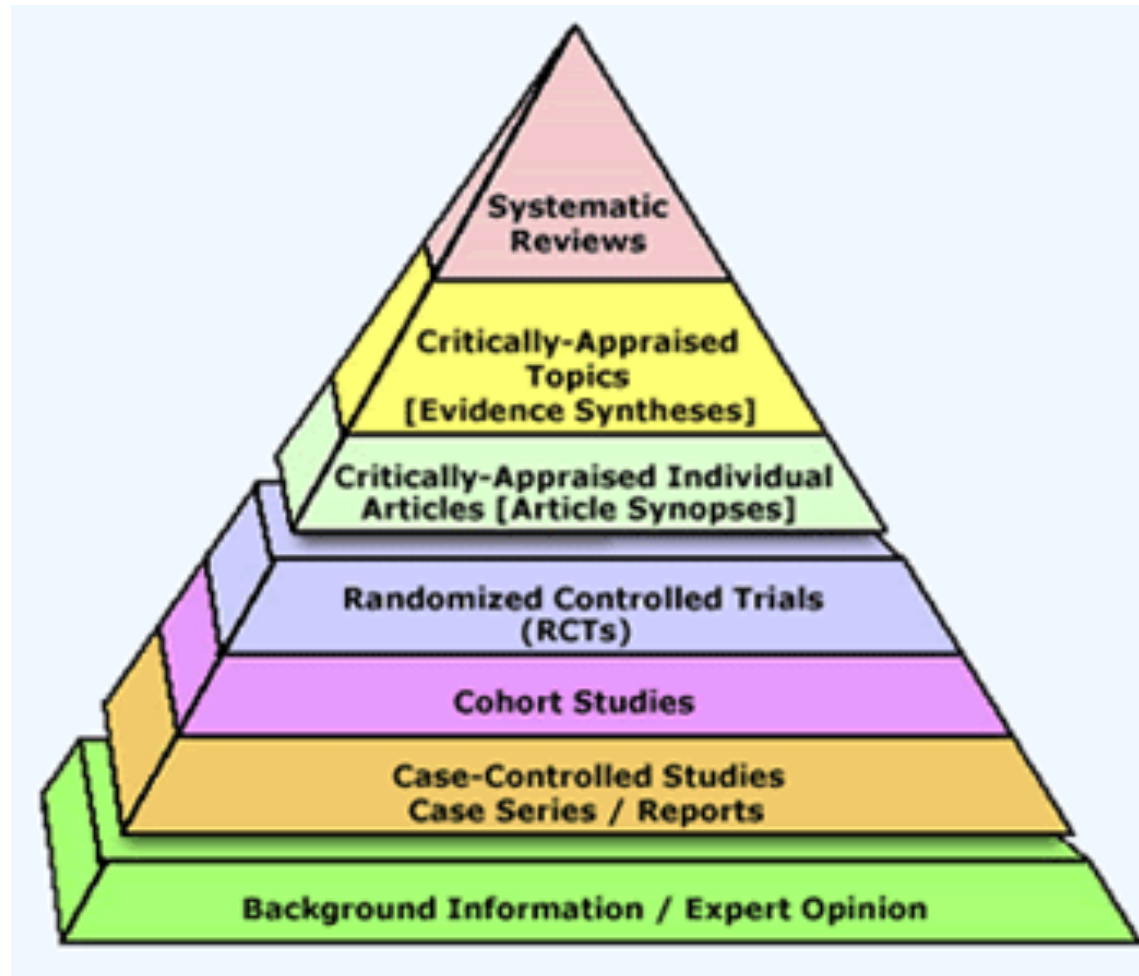 Systematic
Reviews
Critically-Appraised
Topics
[Evidence Syntheses]
Critically-Appraised Individual
Articles [Article Synopses]
Randomized Controlled Trials
(RCTs)
Cohort Studies
Case-Controlled Studies
Case Series / Reports
Background Information / Expert Opinion